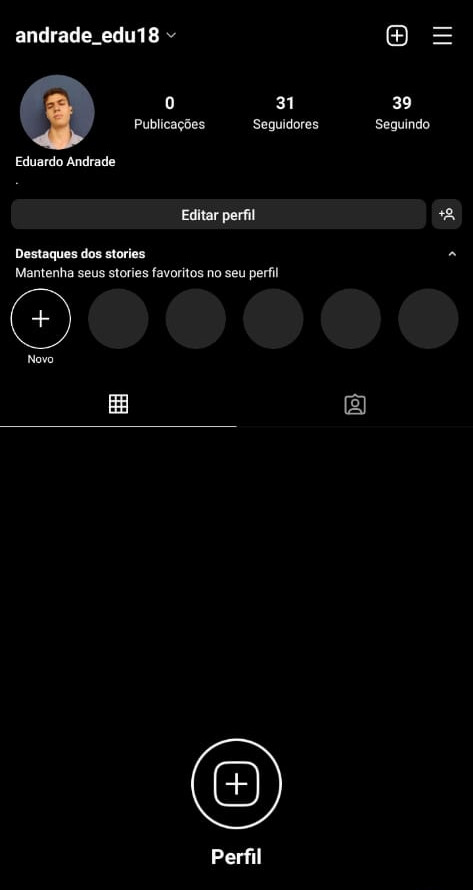 andrade_edu18
0 31 39
Publicações Seguidores Seguindo
Eduardo Andrade
.
Editar perfil
Destaques dos stories
Mantenha seus stories favoritos no seu perfil
Novo
Perfil